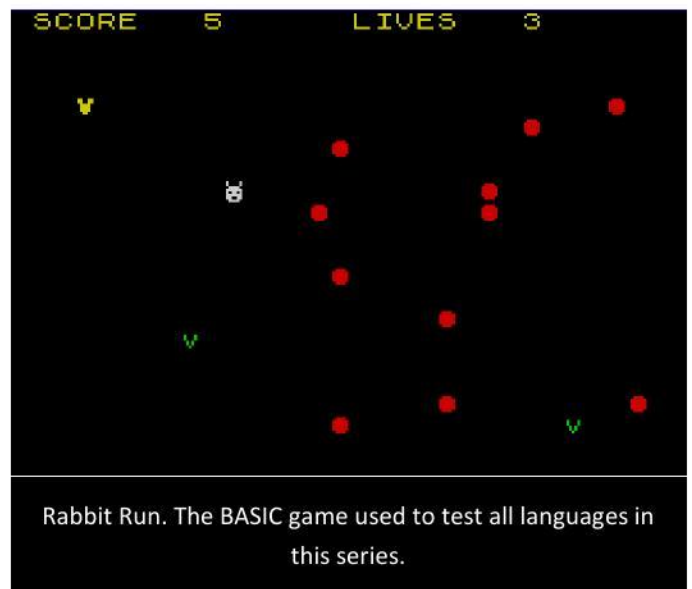 SCORE 5 LIVES 3
Rabbit Run. The BASIC game used to test all languages in
this series.